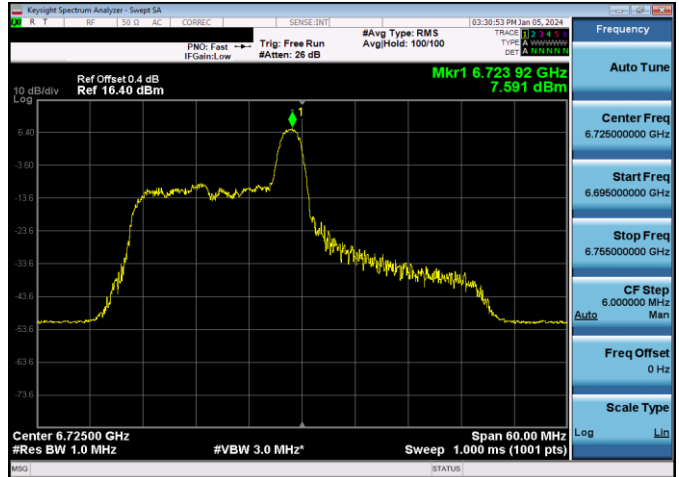 Keysight Spectrum Analyzer - Swept SA
R T RF 50 Ω AC CORREC SENSE:INT 03:30:53 PM Jan 05, 2024
PNO: Fast
IFGain:Low
Trig: Free Run
#Atten: 26 dB
#Avg Type: RMS
Avg|Hold: 100/100
TRACE 1 2 3 4 5 6
TYPE A WWWWW
DET A N N N N N
Ref Offset 0.4 dB
10 dB/div Ref 16.40 dBm
Log
Mkr1 6.723 92 GHz
7.591 dBm
1
6.40
-3.60
-13.6
-23.6
-33.6
-43.6
-53.6
-63.6
-73.6
Center 6.72500 GHz Span 60.00 MHz
#Res BW 1.0 MHz #VBW 3.0 MHz* Sweep 1.000 ms (1001 pts)
MSG STATUS
Frequency
Auto Tune
Center Freq
6.725000000 GHz
Start Freq
6.695000000 GHz
Stop Freq
6.755000000 GHz
CF Step
6.000000 MHz
Auto Man
Freq Offset
0 Hz
Scale Type
Log Lin